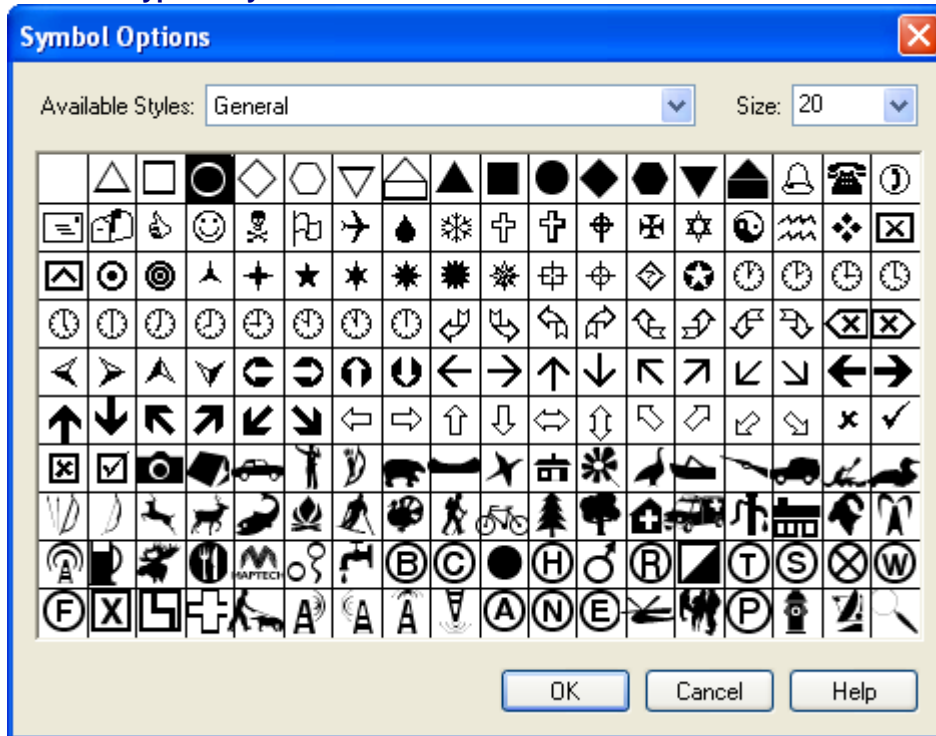 Symbol Options
Available Styles: General Size: 20
MAPTECH B C H R T S W
F X A A A A N E P
OK Cancel Help